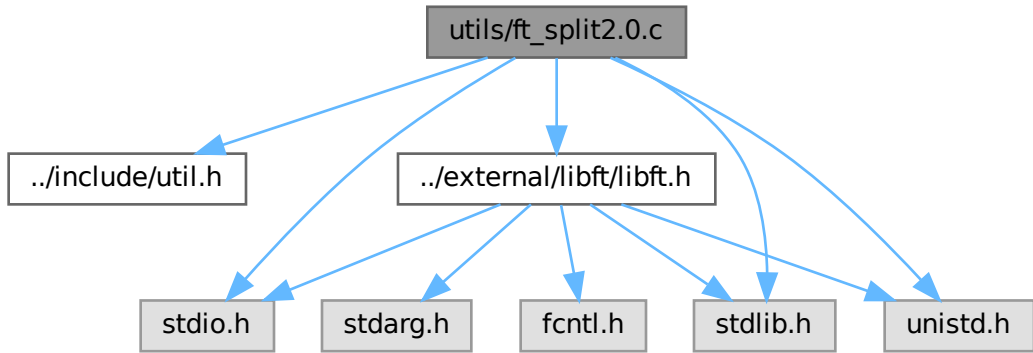 utils/ft_split2.0.c
../include/util.h
../external/libft/libft.h
stdio.h
stdarg.h
fcntl.h
stdlib.h
unistd.h